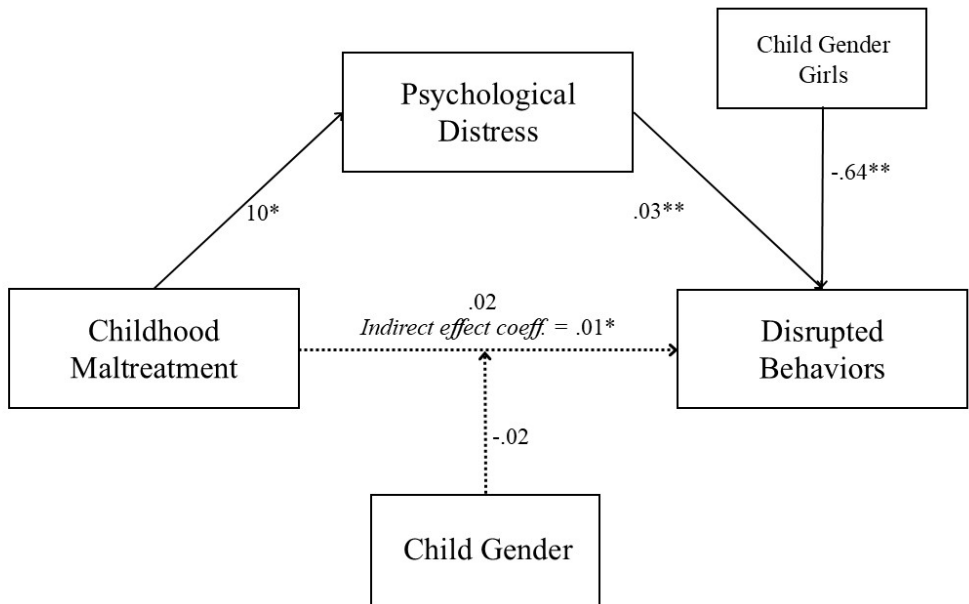 Child Gender
Girls
Psychological
Distress
-.64**
10*
.03**
.02
Indirect effect coeff. = .01*
Childhood
Maltreatment
Disrupted
Behaviors
-.02
Child Gender